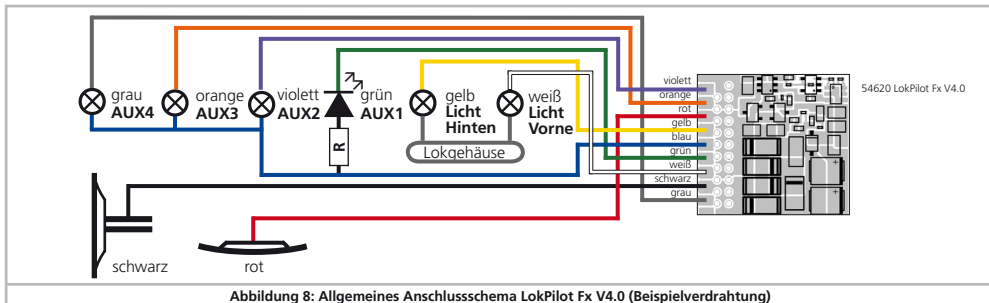 grau
AUX4
orange
AUX3
violett
AUX2
grün
AUX1
R
gelb
Licht
Hinten
weiß
Licht
Vorne
Lokgehäuse
violett
orange
rot
gelb
blau
grün
weiß
schwarz
grau
+
+
54620 LokPilot Fx V4.0
schwarz
rot
Abbildung 8: Allgemeines Anschlussschema LokPilot Fx V4.0 (Beispielverdrahtung)